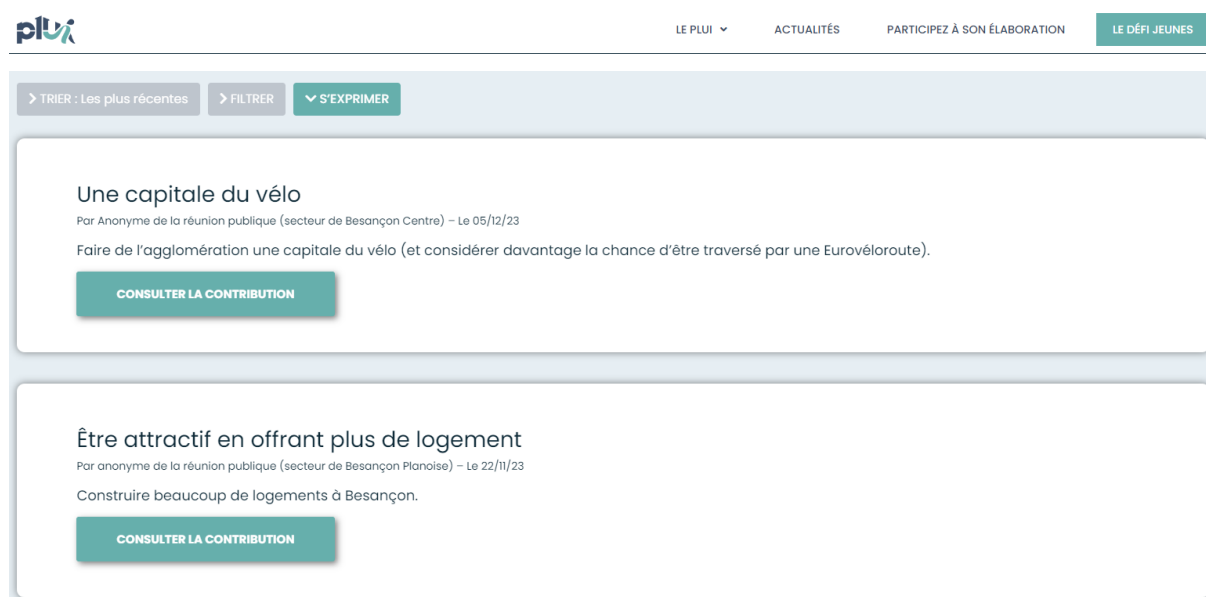 plui
LE PLUI ACTUALITÉS PARTICIPEZ À SON ÉLABORATION LE DÉFI JEUNES
TRIER : Les plus récentes FILTRER S'EXPRIMER
Une capitale du vélo
Par Anonyme de la réunion publique (secteur de Besançon Centre) – Le 05/12/23
Faire de l'agglomération une capitale du vélo (et considérer davantage la chance d'être traversé par une Eurovéloroute).
CONSULTER LA CONTRIBUTION
Être attractif en offrant plus de logement
Par anonyme de la réunion publique (secteur de Besançon Planoise) – Le 22/11/23
Construire beaucoup de logements à Besançon.
CONSULTER LA CONTRIBUTION